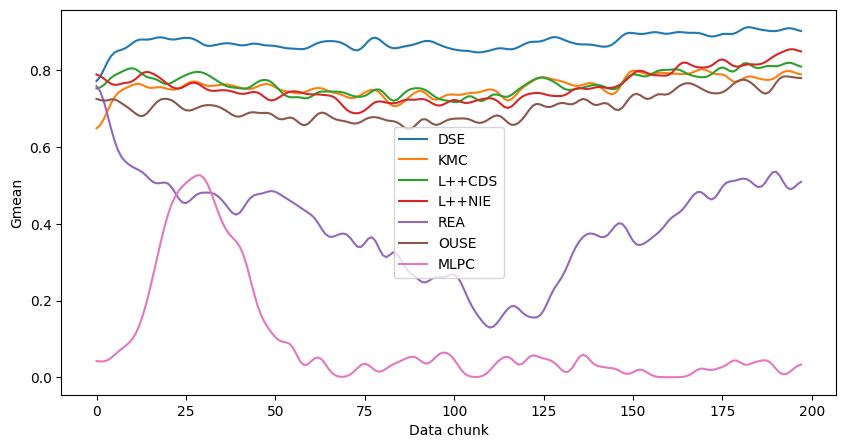 Gmean
0.8
0.6
0.4
0.2
0.0
DSE
KMC
L++CDS
L++NIE
REA
OUSE
MLPC
0 25 50 75 100 125 150 175 200
Data chunk